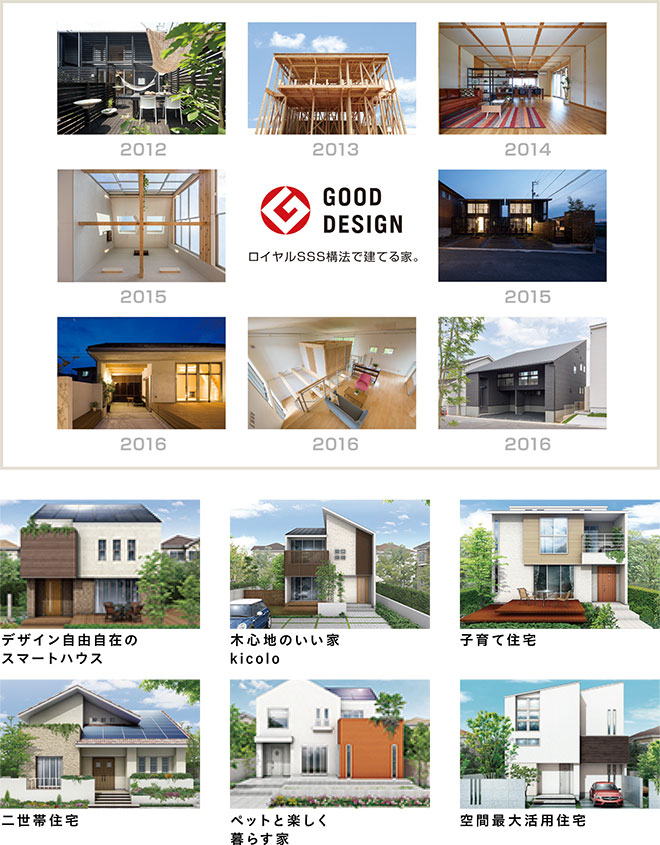 2012
2013
2014
GOOD
DESIGN
ロイヤルSSS構法で建てる家。
2015
2015
2016
2016
2016
デザイン自由自在の
スマートハウス
木心地のいい家
kicolo
子育て住宅
二世帯住宅
ペットと楽しく
暮らす家
空間最大活用住宅